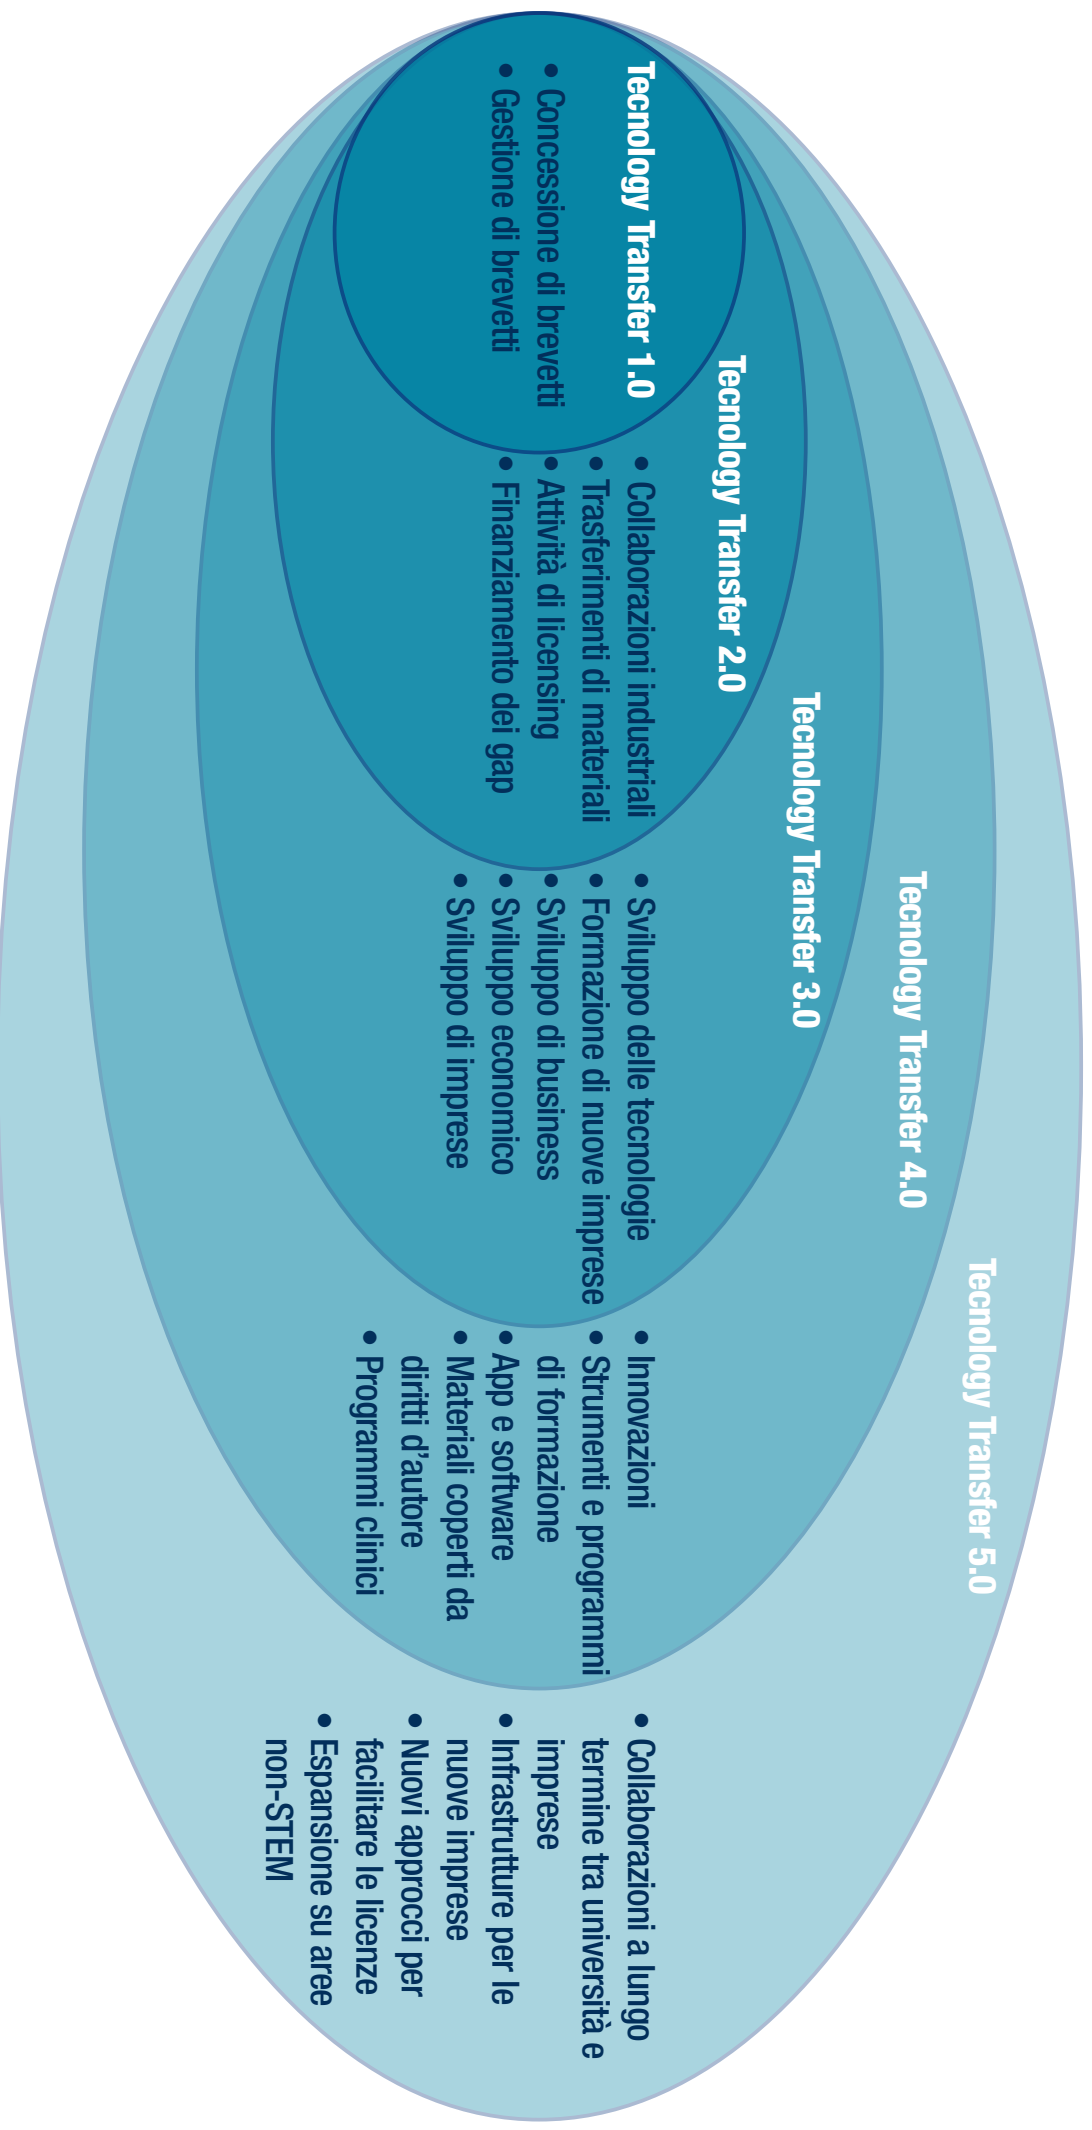 Tecnology Transfer 1.0
• Concessione di brevetti
• Gestione di brevetti
Tecnology Transfer 2.0
• Collaborazioni industriali
• Trasferimenti di materiali
• Attività di licensing
• Finanziamento dei gap
Tecnology Transfer 3.0
• Sviluppo delle tecnologie
• Formazione di nuove imprese
• Sviluppo di business
• Sviluppo economico
• Sviluppo di imprese
Tecnology Transfer 4.0
• Innovazioni
• Strumenti e programmi
di formazione
• App e software
• Materiali coperti da
diritti d'autore
• Programmi clinici
Tecnology Transfer 5.0
• Collaborazioni a lungo
termine tra università e
imprese
• Infrastrutture per le
nuove imprese
• Nuovi approcci per
facilitare le licenze
• Espansione su aree
non-STEM